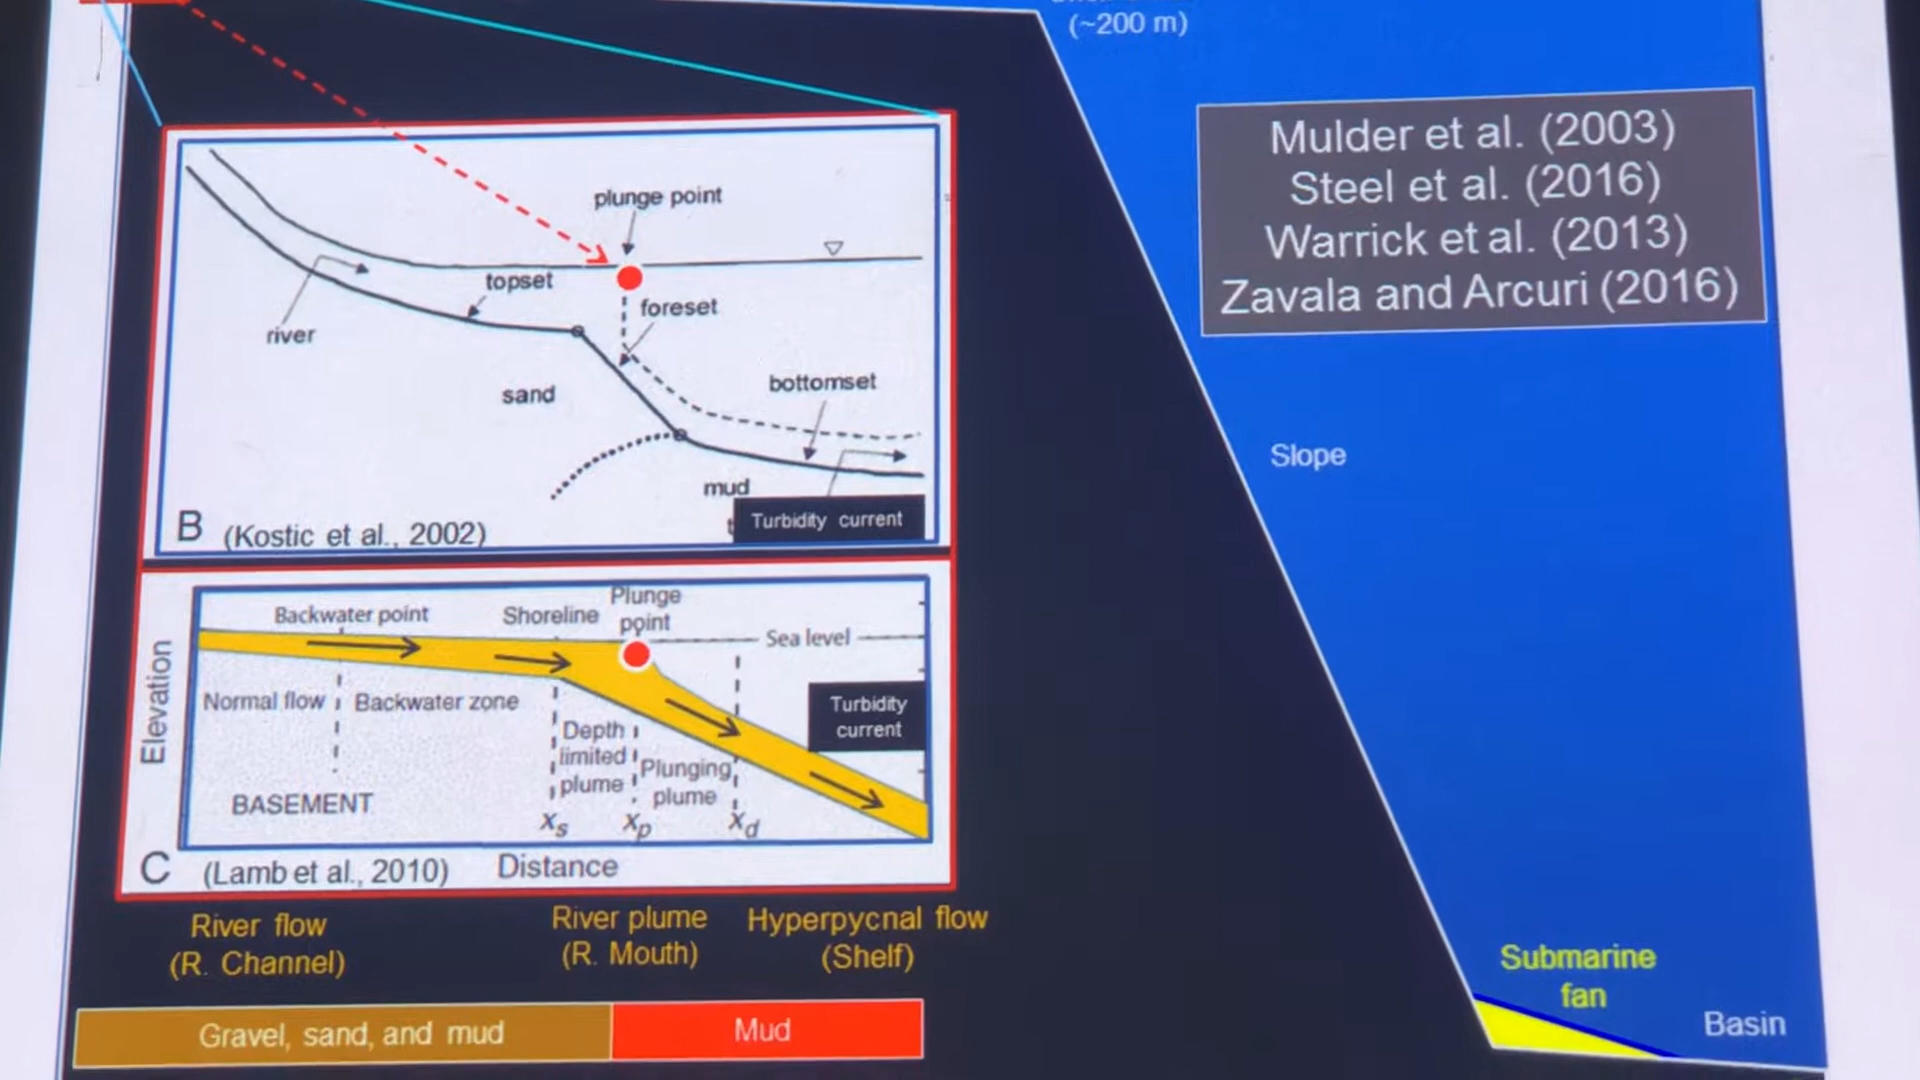 (~200 m)
Mulder et al. (2003)
Steel et al. (2016)
Warrick et al. (2013)
Zavala and Arcuri (2016)
plunge point
topset
foreset
river
sand
bottomset
mud
Turbidity current
B (Kostic et al., 2002)
Slope
Elevation
Backwater point
Shoreline
Plunge
point
Sea level
Normal flow
Backwater zone
Depth
limited
plume
Plunging
plume
Turbidity
current
BASEMENT
Xs
Xp
Xd
C (Lamb et al., 2010)
Distance
River flow
(R. Channel)
River plume
(R. Mouth)
Hyperpycnal flow
(Shelf)
Gravel, sand, and mud
Mud
Submarine
fan
Basin